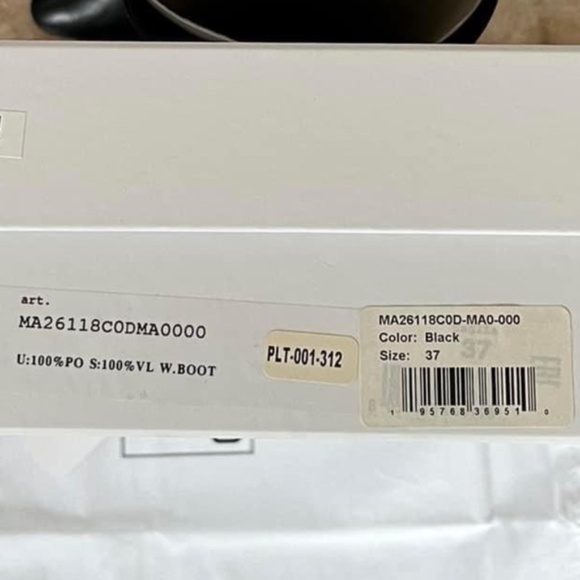 art.
MA26118C0DMA0000
U:100%PO S:100%VL W.BOOT
PLT-001-312
MA26118C0D-MA0-000
Color: Black
Size: 37
37
1 95768 36951 0